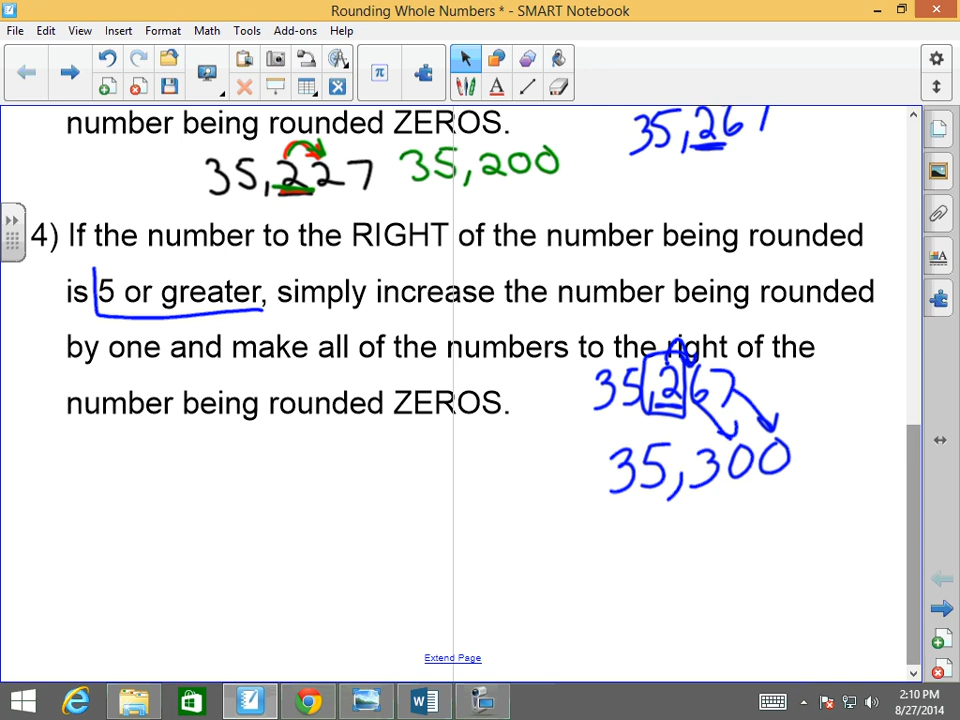 Rounding Whole Numbers * - SMART Notebook
File Edit View Insert Format Math Tools Add-ons Help
number being rounded ZEROS.
35,267
35,227 35,200
4) If the number to the RIGHT of the number being rounded
is 5 or greater, simply increase the number being rounded
by one and make all of the numbers to the right of the
35,267
number being rounded ZEROS.
35,300
Extend Page
2:10 PM
8/27/2014